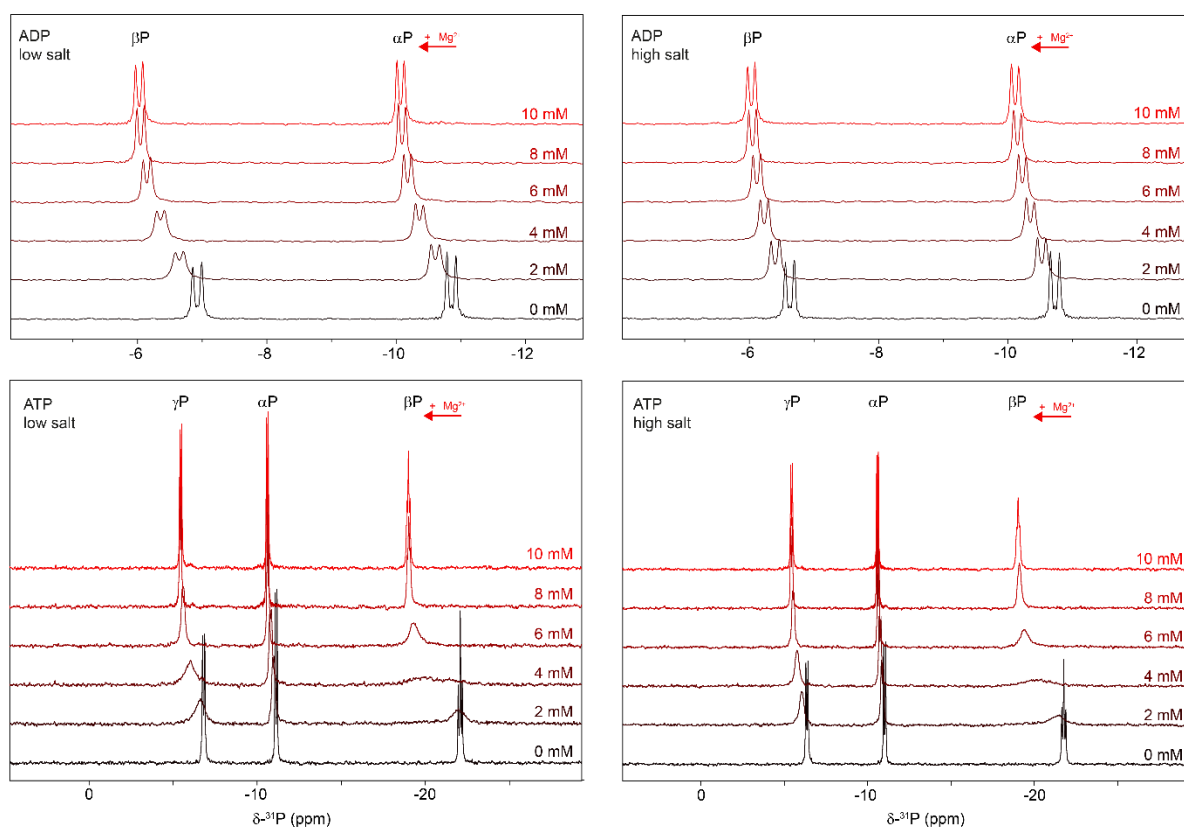 ADP
low salt
βP
αP
+ Mg²
10 mM
8 mM
6 mM
4 mM
2 mM
0 mM
-6
-8
-10
-12
ADP
high salt
βP
αP
+ Mg²⁺
10 mM
8 mM
6 mM
4 mM
2 mM
0 mM
-6
-8
-10
-12
ATP
low salt
γP
αP
βP
+ Mg²⁺
10 mM
8 mM
6 mM
4 mM
2 mM
0 mM
0
-10
-20
δ-³¹P (ppm)
ATP
high salt
γP
αP
βP
+ Mg²⁺
10 mM
8 mM
6 mM
4 mM
2 mM
0 mM
0
-10
-20
δ-³¹P (ppm)